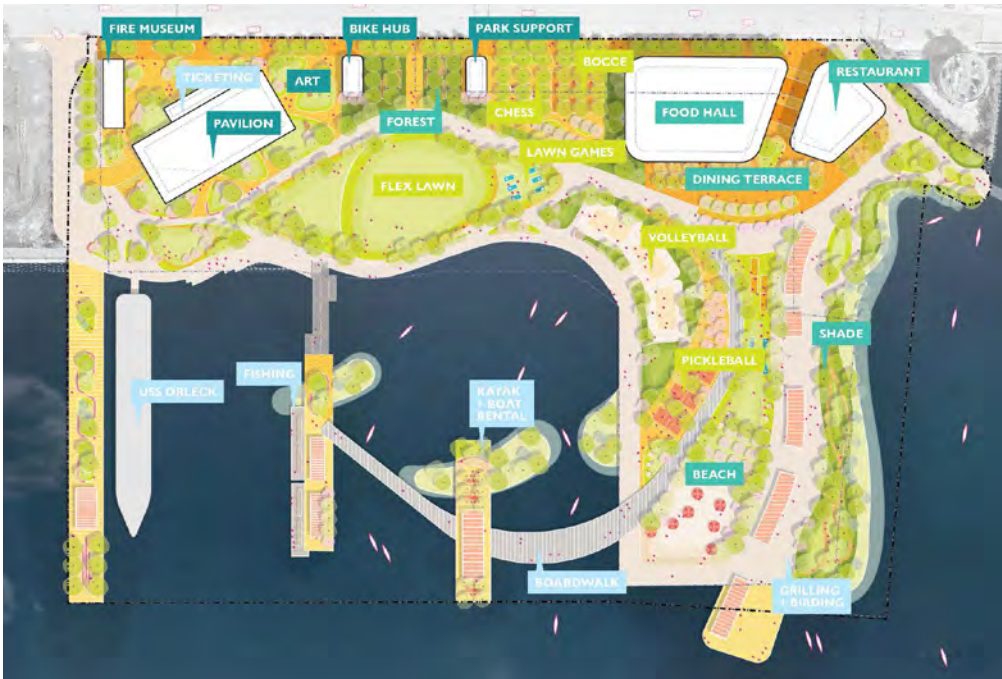 FIRE MUSEUM
BIKE HUB
PARK SUPPORT
BOCCE
RESTAURANT
TICKETING
ART
FOOD HALL
CHESS
PAVILION
FOREST
LAWN GAMES
DINING TERRACE
FLEX LAWN
VOLLEYBALL
SHADE
PICKLEBALL
FISHING
USS ORLECK
KAYAK
+ BOAT
RENTAL
BEACH
BOARDWALK
GRILLING
+ BIRDING